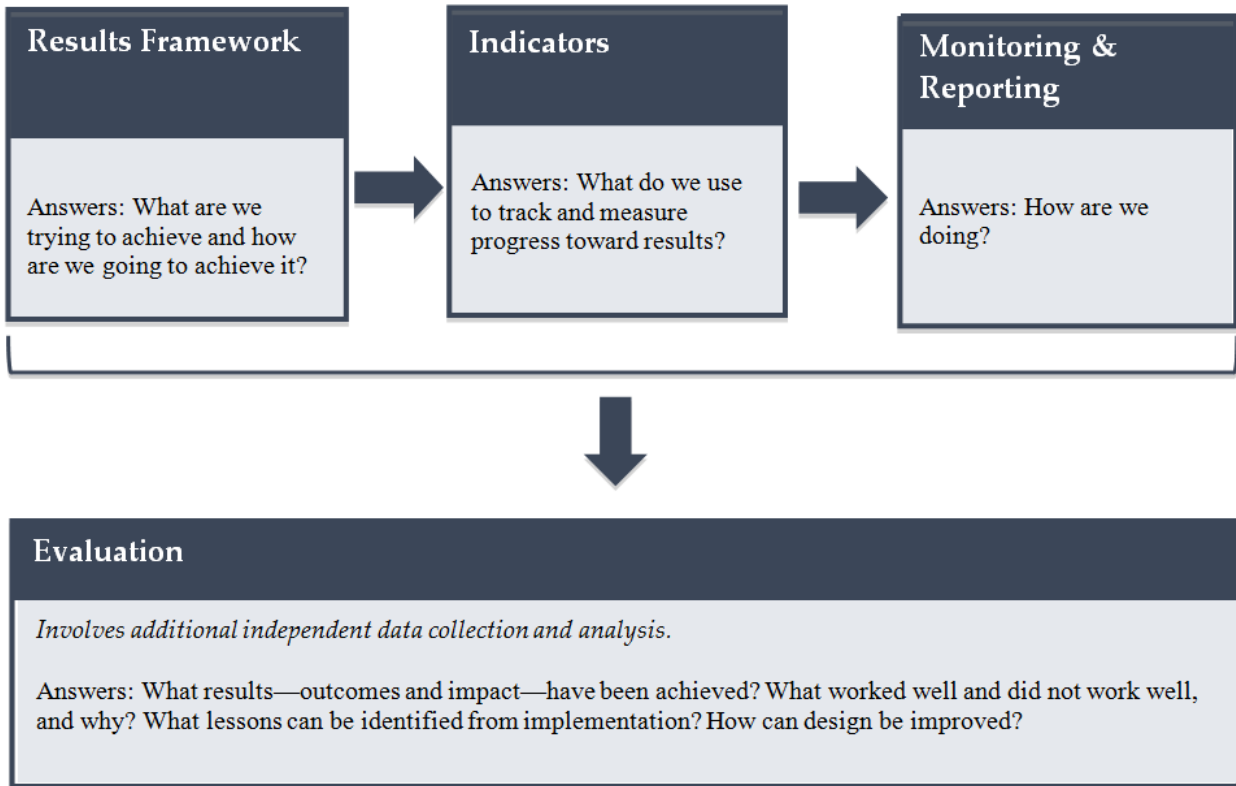 Results Framework
Answers: What are we
trying to achieve and how
are we going to achieve it?
Indicators
Answers: What do we use
to track and measure
progress toward results?
Monitoring &
Reporting
Answers: How are we
doing?
Evaluation
Involves additional independent data collection and analysis.
Answers: What results—outcomes and impact—have been achieved? What worked well and did not work well,
and why? What lessons can be identified from implementation? How can design be improved?